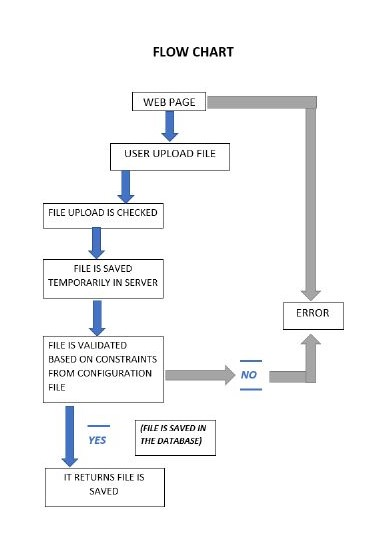 FLOW CHART
WEB PAGE
USER UPLOAD FILE
FILE UPLOAD IS CHECKED
FILE IS SAVED
TEMPORARILY IN SERVER
ERROR
FILE IS VALIDATED
BASED ON CONSTRAINTS
FROM CONFIGURATION
FILE
NO
YES
(FILE IS SAVED IN
THE DATABASE)
IT RETURNS FILE IS
SAVED